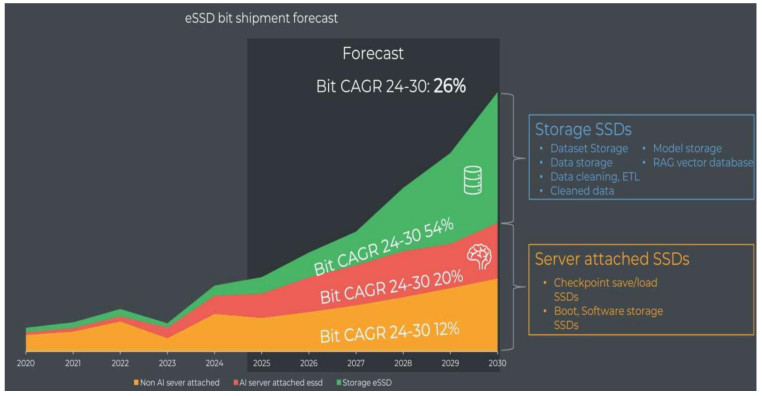 eSSD bit shipment forecast
Forecast
Bit CAGR 24-30: 26%
Bit CAGR 24-30 54%
Bit CAGR 24-30 20%
Bit CAGR 24-30 12%
2020 2021 2022 2023 2024 2025 2026 2027 2028 2029 2030
Non AI sever attached AI server attached essd Storage eSSD
Storage SSDs
• Dataset Storage • Model storage
• Data storage • RAG vector database
• Data cleaning, ETL
• Cleaned data
Server attached SSDs
• Checkpoint save/load
SSDs
• Boot, Software storage
SSDs